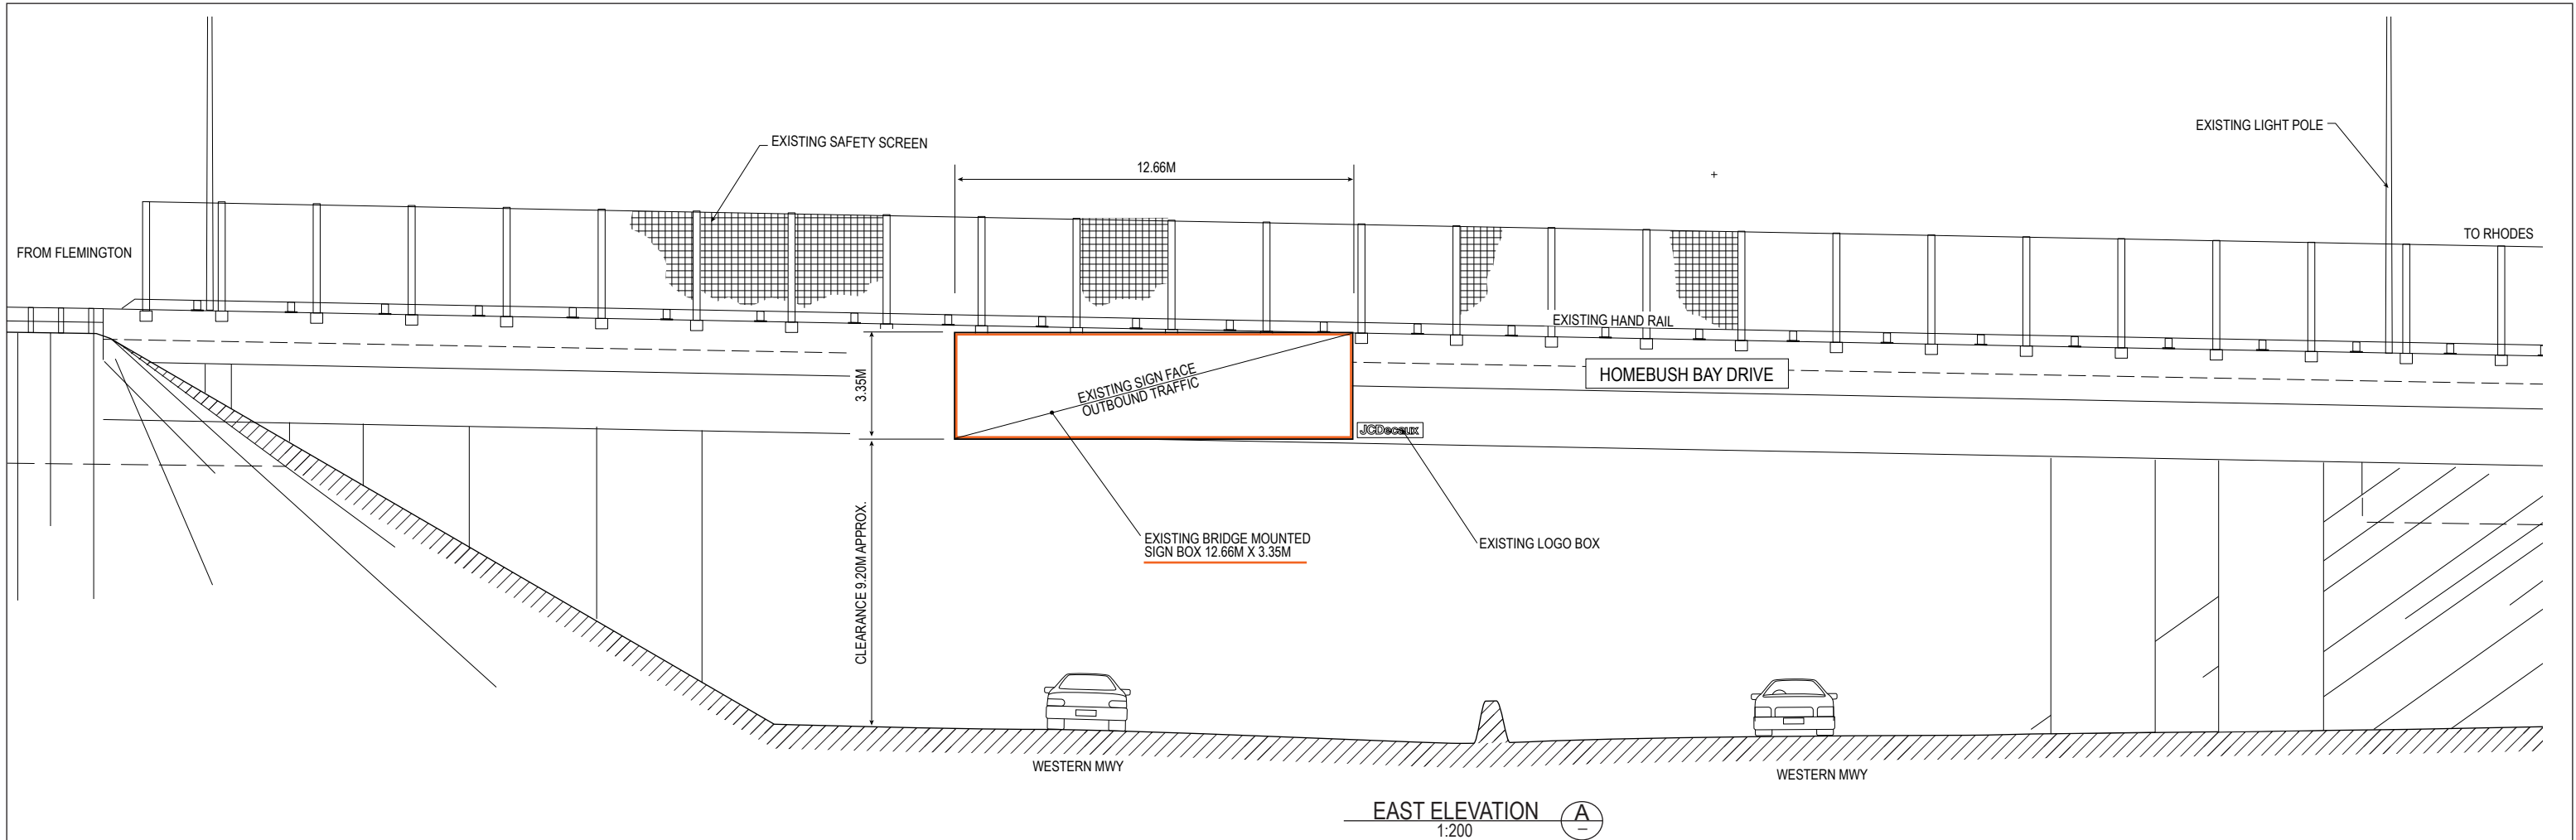 EXISTING LIGHT POLE
EXISTING SAFETY SCREEN
12.66M
FROM FLEMINGTON
TO RHODES
EXISTING HAND RAIL
HOMEBUSH BAY DRIVE
3.35M
EXISTING SIGN FACE
OUTBOUND TRAFFIC
JCDecaux
CLEARANCE 9.20M APPROX.
EXISTING BRIDGE MOUNTED
SIGN BOX 12.66M X 3.35M
EXISTING LOGO BOX
WESTERN MWY
WESTERN MWY
EAST ELEVATION
1:200
A
–